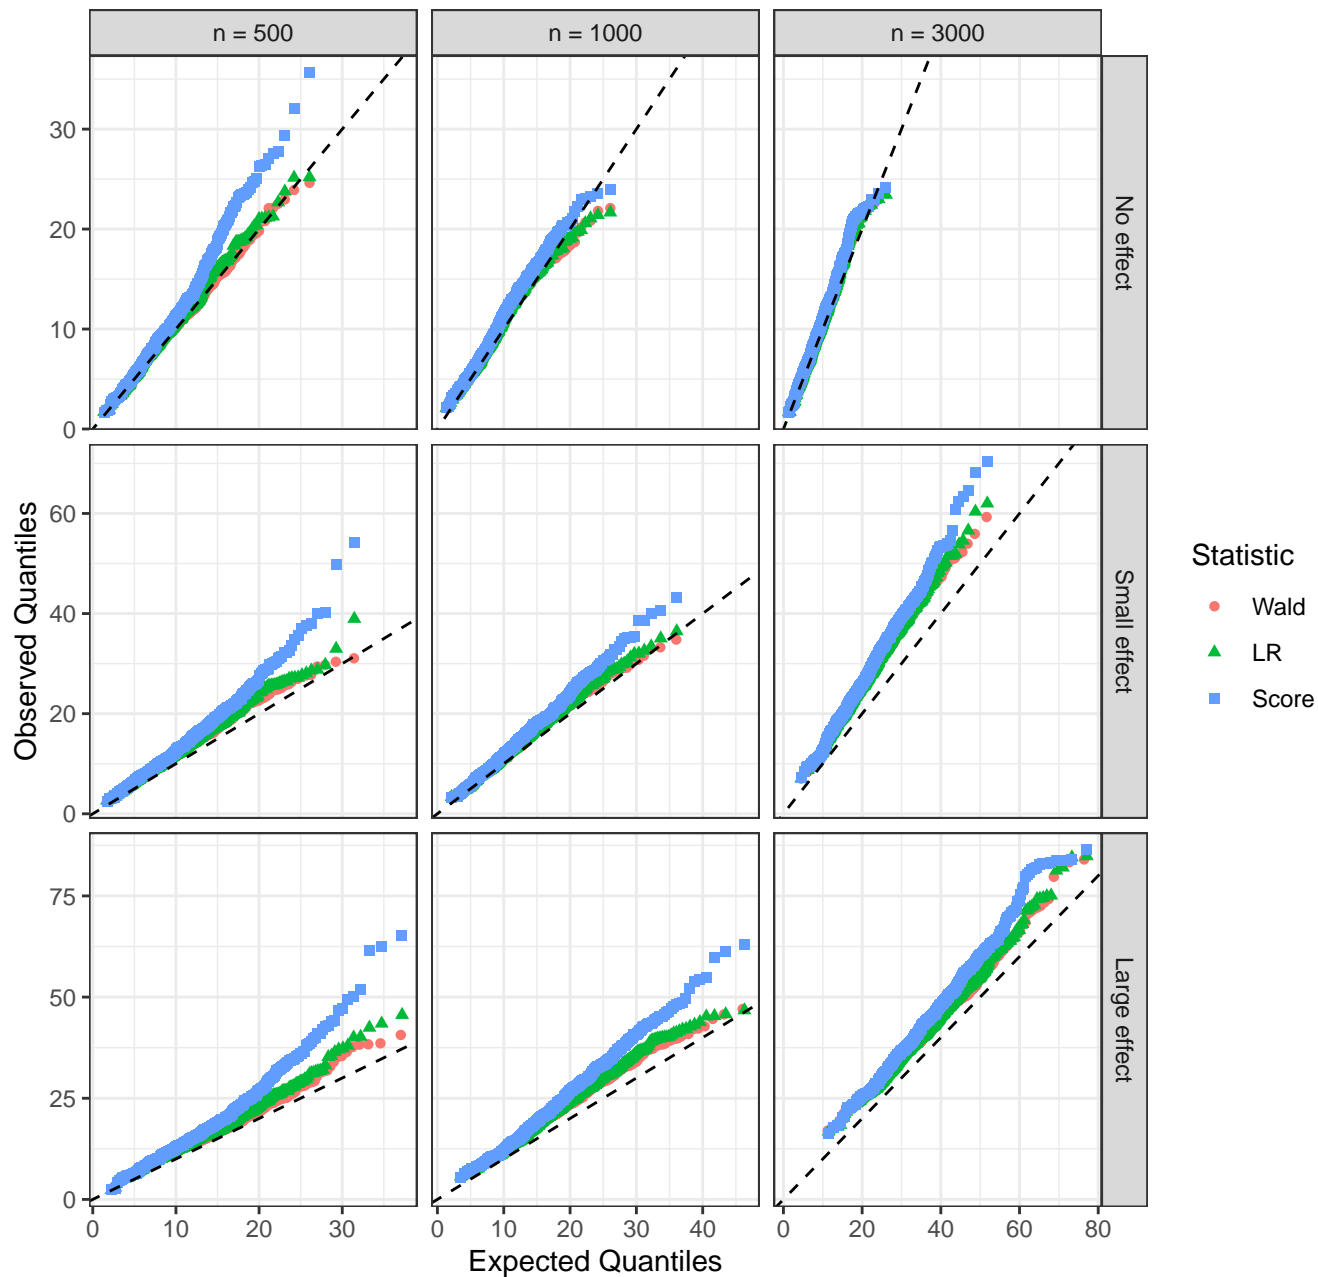 n = 500
n = 1000
n = 3000
30
20
10
0
No effect
60
40
20
0
Small effect
75
50
25
0
Large effect
0 10 20 30
0 10 20 30 40
0 20 40 60 80
Expected Quantiles
Observed Quantiles
Statistic
Wald
LR
Score